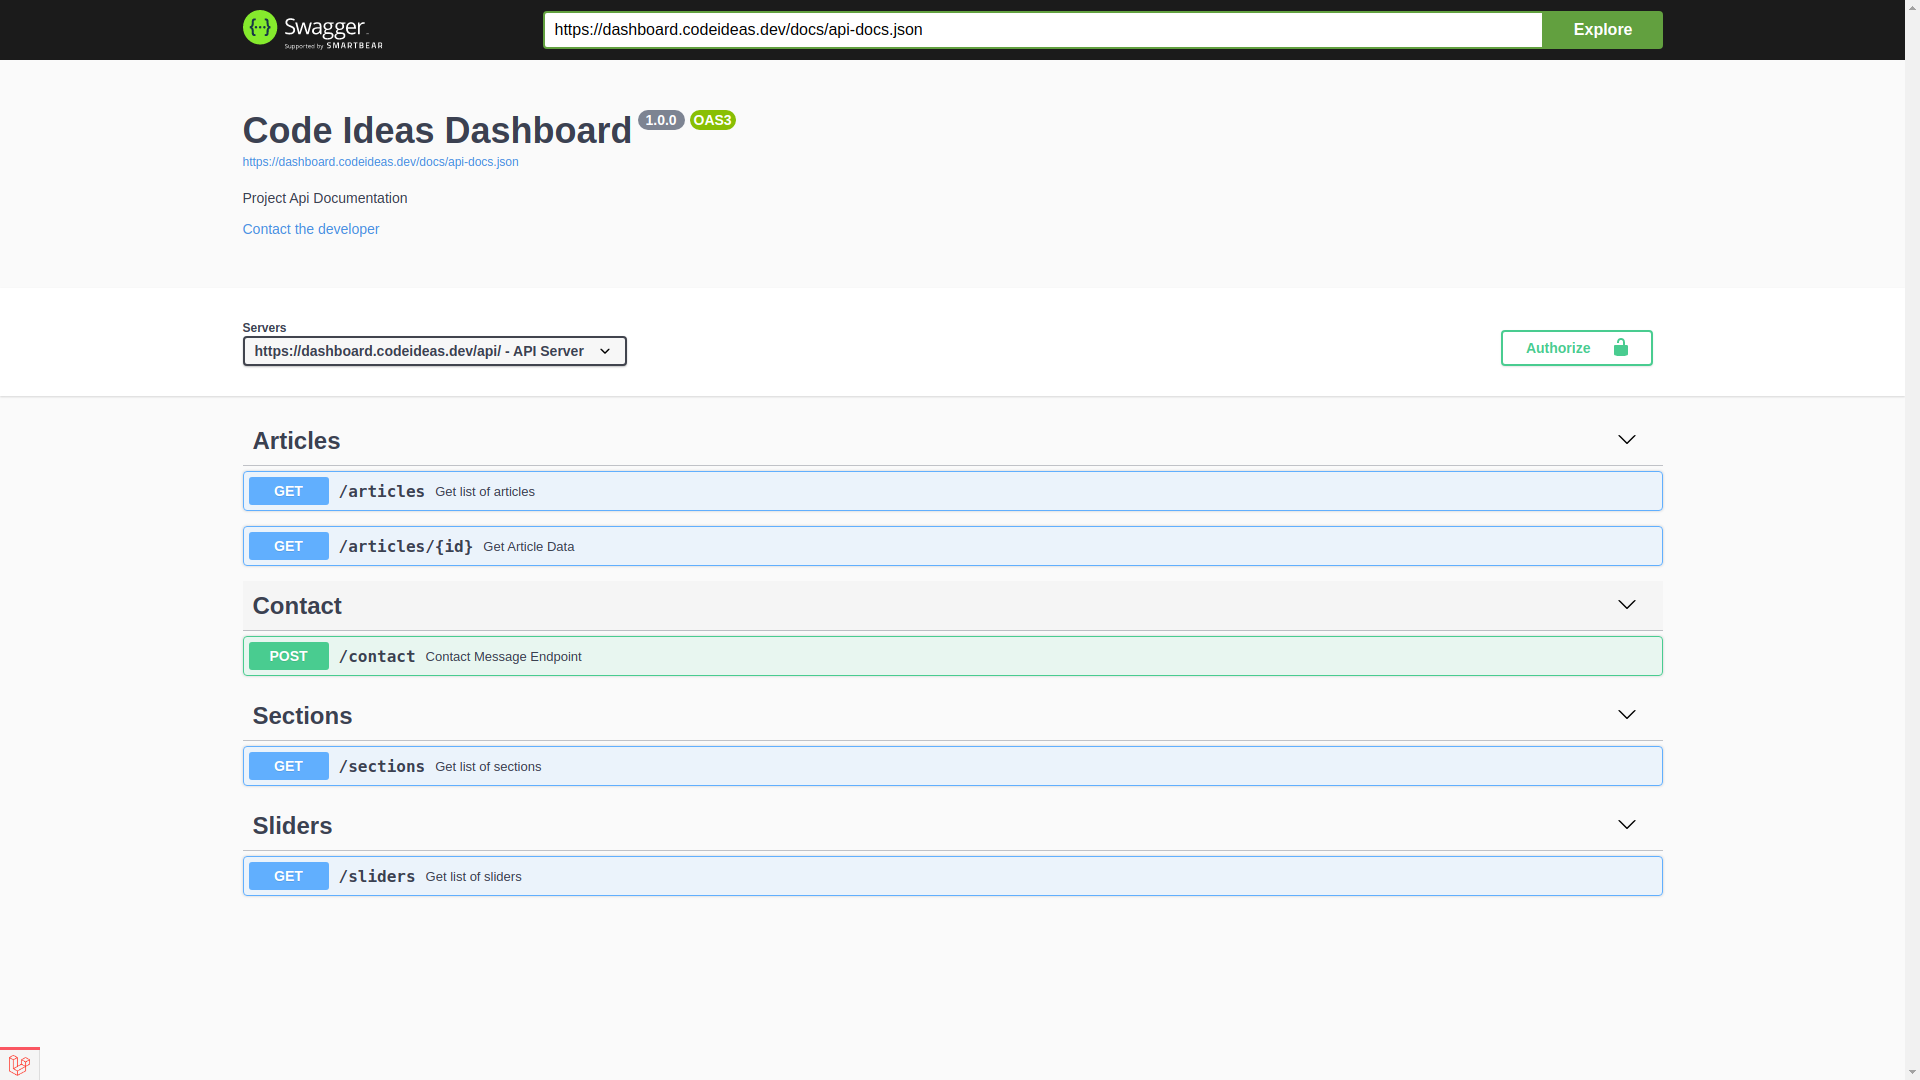 Swagger
Supported by SMARTBEAR
https://dashboard.codeideas.dev/docs/api-docs.json
Explore
Code Ideas Dashboard 1.0.0 OAS3
https://dashboard.codeideas.dev/docs/api-docs.json
Project Api Documentation
Contact the developer
Servers
https://dashboard.codeideas.dev/api/ - API Server
Authorize
Articles
GET /articles Get list of articles
GET /articles/{id} Get Article Data
Contact
POST /contact Contact Message Endpoint
Sections
GET /sections Get list of sections
Sliders
GET /sliders Get list of sliders